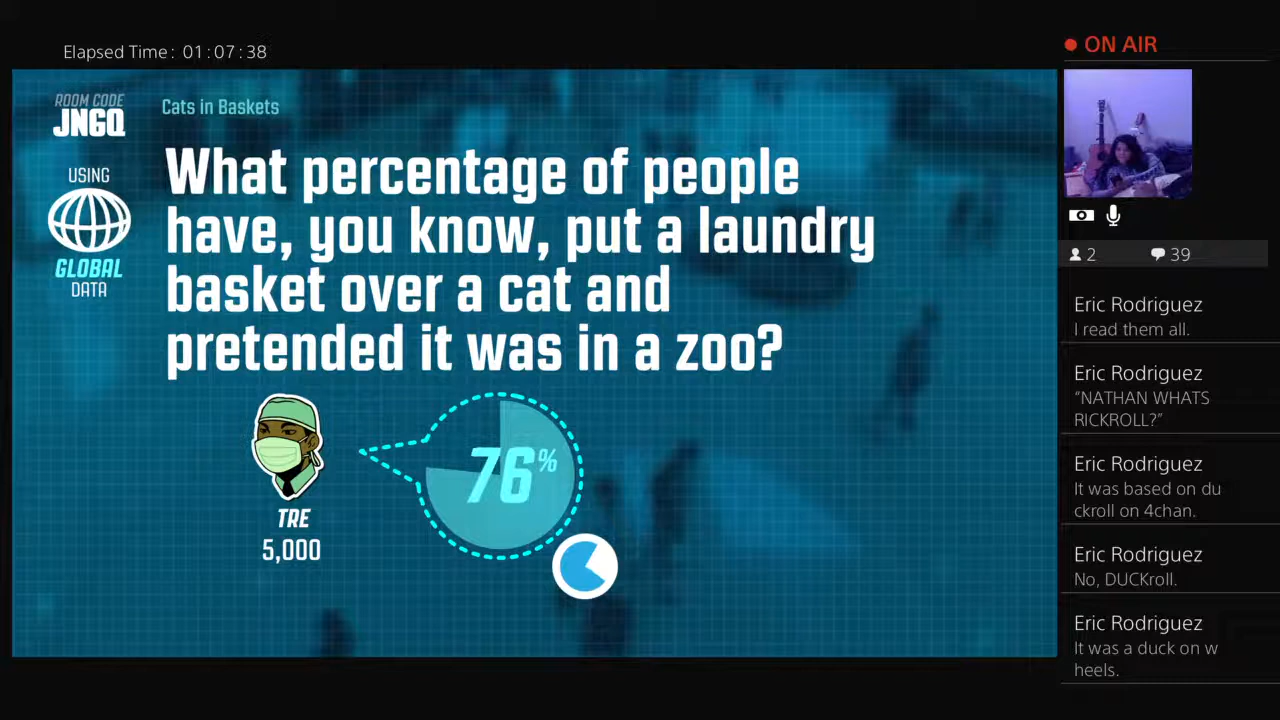 Elapsed Time: 01:07:38
ON AIR
ROOM CODE
JNGQ
Cats in Baskets
USING
GLOBAL
DATA
What percentage of people
have, you know, put a laundry
basket over a cat and
pretended it was in a zoo?
76%
TRE
5,000
2
39
Eric Rodriguez
I read them all.
Eric Rodriguez
“NATHAN WHATS
RICKROLL?”
Eric Rodriguez
It was based on du
ckroll on 4chan.
Eric Rodriguez
No, DUCKroll.
Eric Rodriguez
It was a duck on w
heels.